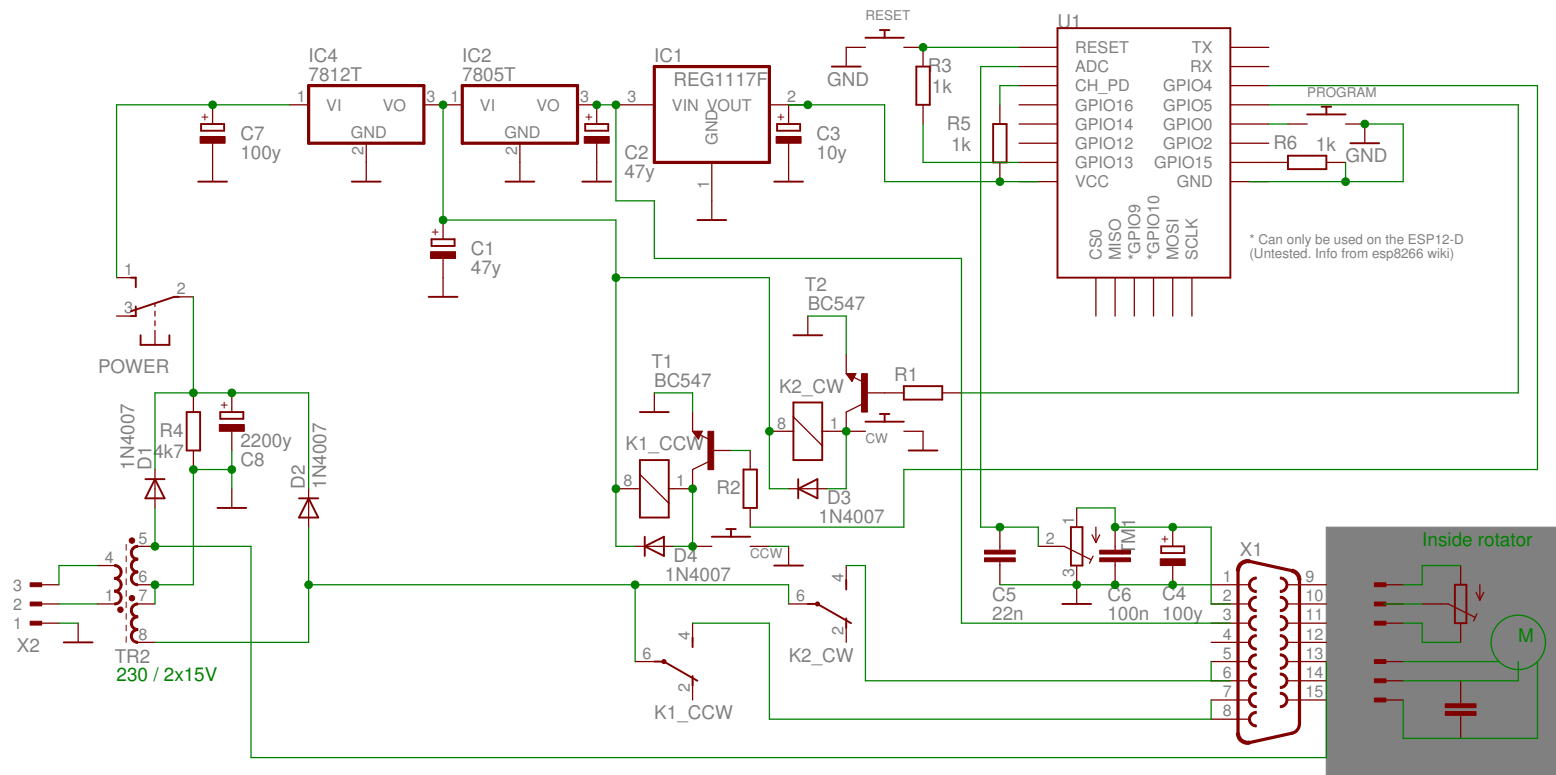 RESET
U1
IC4
7812T
IC2
7805T
IC1
REG1117F
1 VI VO 3
GND
2
1 VI VO 3
GND
2
3 VIN VOUT 2
GND
1
+
C7
100y
+
C2
47y
+
C3
10y
GND
R3
1k
R5
1k
RESET
ADC
CH_PD
GPIO16
GPIO14
GPIO12
GPIO13
VCC
TX
RX
GPIO4
GPIO5
GPIO0
GPIO2
GPIO15
GND
CS0
MISO
*GPIO9
*GPIO10
MOSI
SCLK
PROGRAM
R6 1k
GND
* Can only be used on the ESP12-D
(Untested. Info from esp8266 wiki)
+
C1
47y
1
2
3
POWER
T2
BC547
T1
BC547
K2_CW
R1
8 1
CW
K1_CCW
8 1
R2
D3
1N4007
D4
1N4007
CCW
1N4007
D1
R4
4k7
+
2200y
C8
D2
1N4007
5
4
6
3
2
1
7
1
8
X2
TR2
230 / 2x15V
6
4
2
K2_CW
6
4
2
K1_CCW
2
1
3
TM1
+
C5
22n
C6
100n
C4
100y
X1
1
2
3
4
5
6
7
8
9
10
11
12
13
14
15
Inside rotator
M